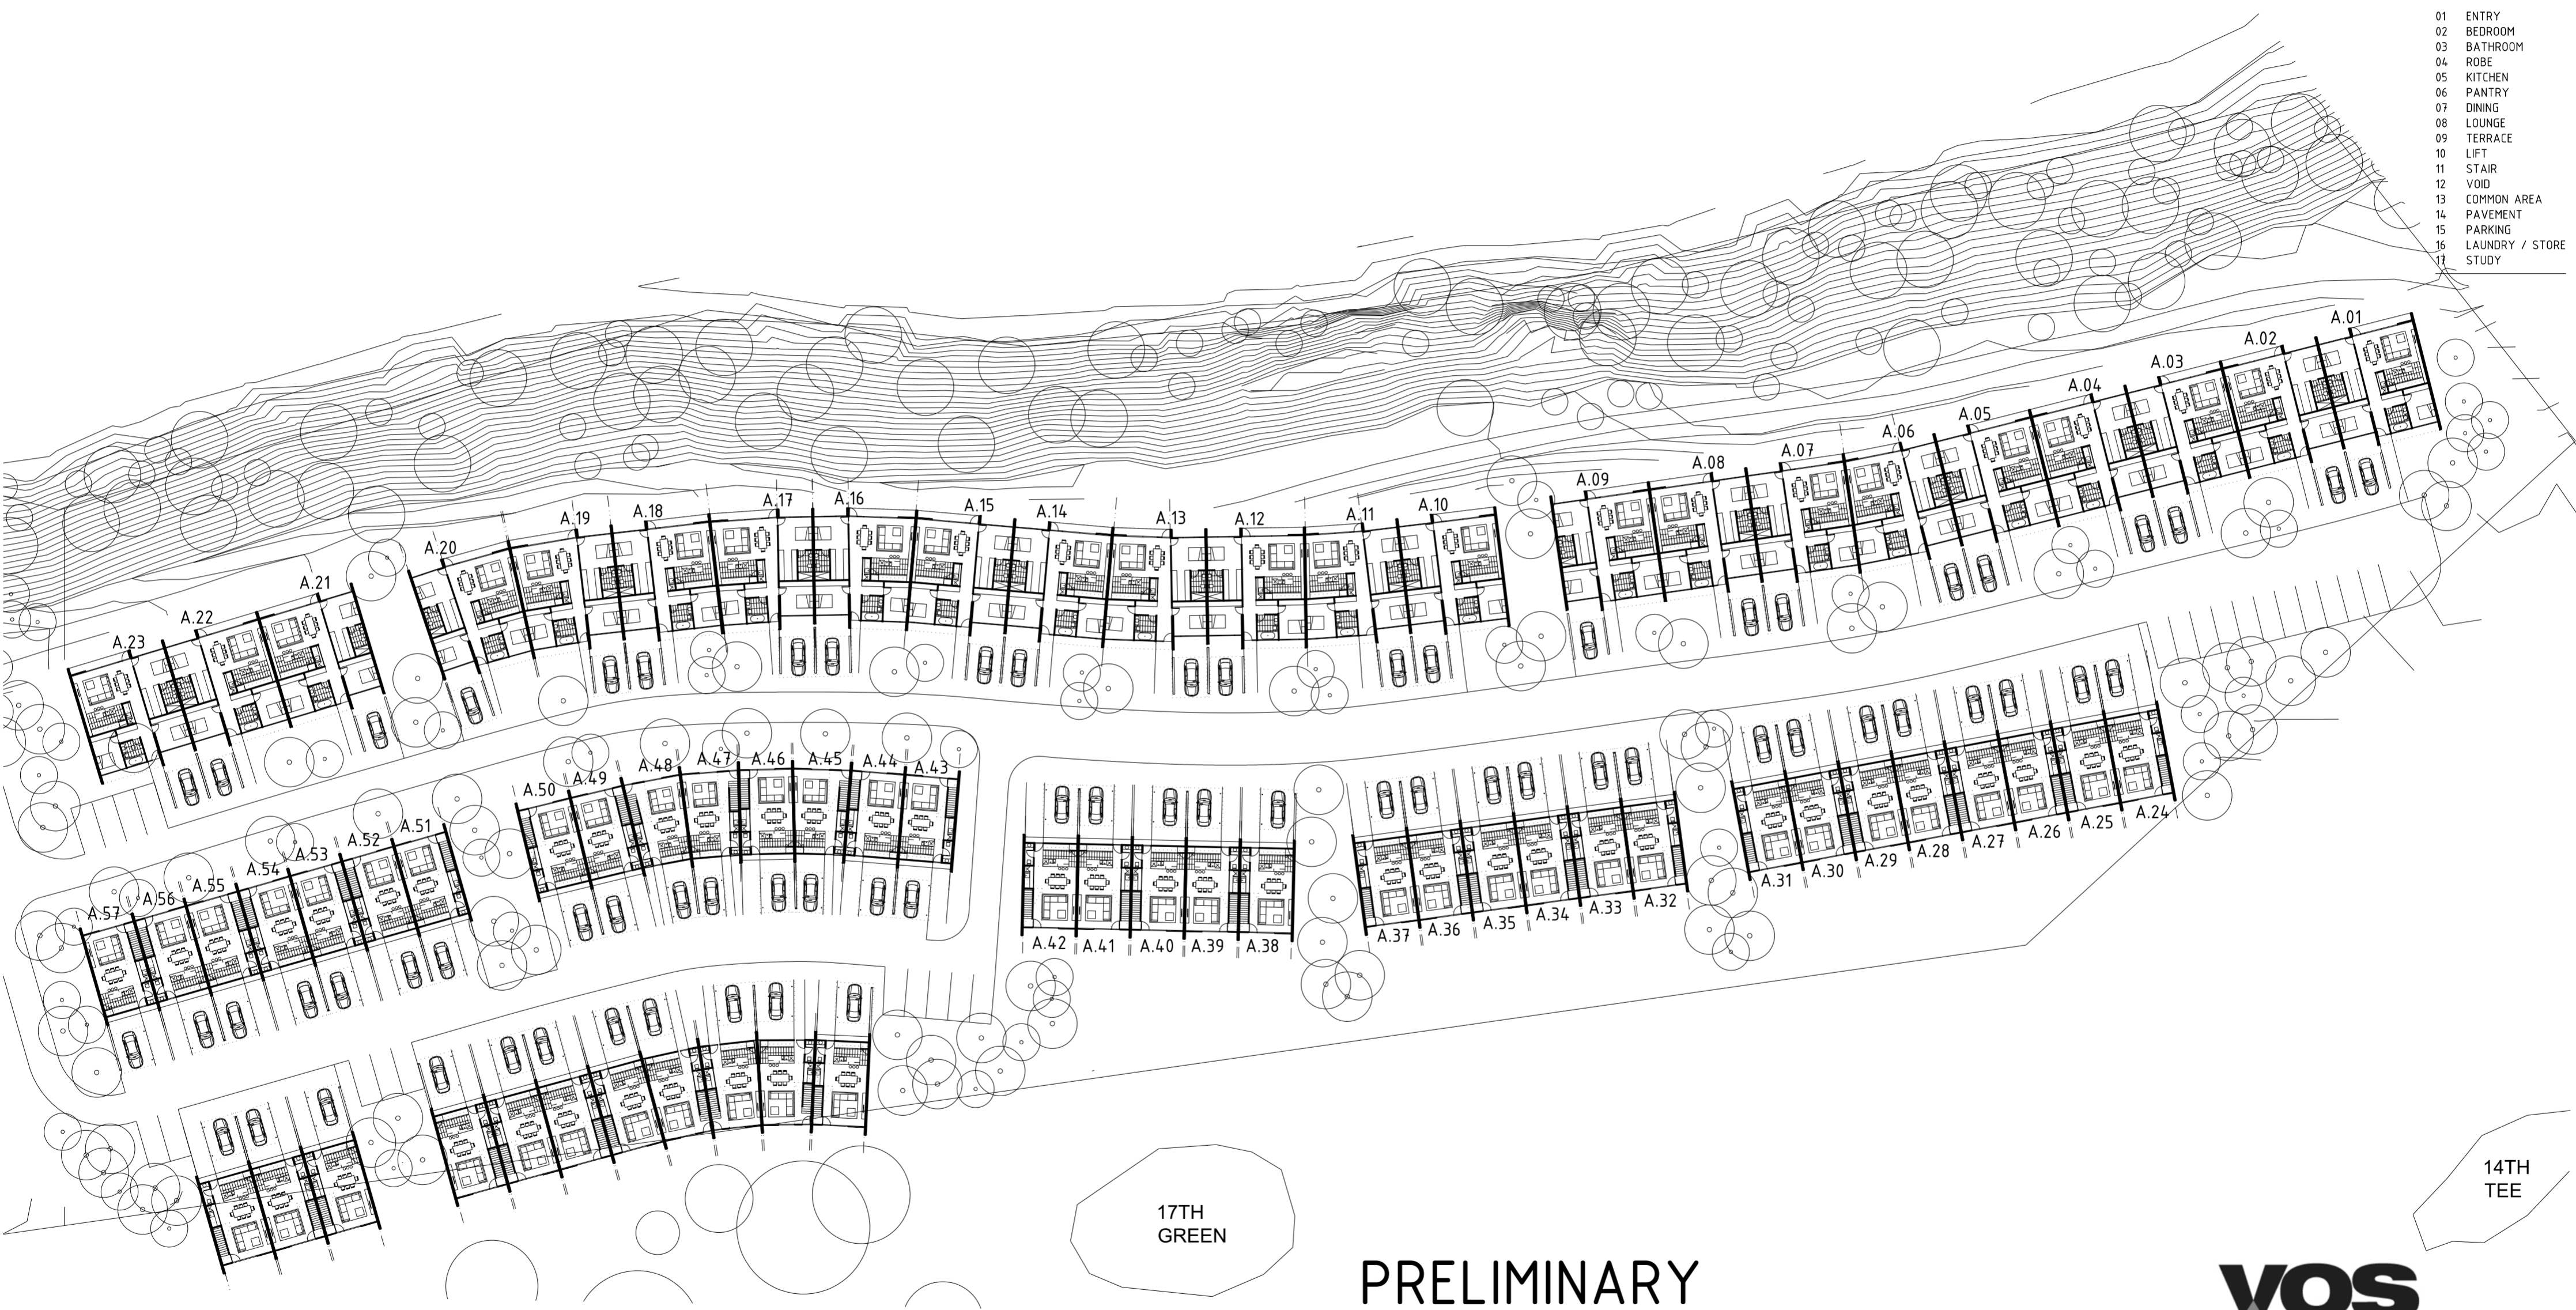 01 ENTRY
02 BEDROOM
03 BATHROOM
04 ROBE
05 KITCHEN
06 PANTRY
07 DINING
08 LOUNGE
09 TERRACE
10 LIFT
11 STAIR
12 VOID
13 COMMON AREA
14 PAVEMENT
15 PARKING
16 LAUNDRY / STORE
17 STUDY
A.01
A.02
A.03
A.04
A.05
A.06
A.07
A.08
A.09
A.10
A.11
A.12
A.13
A.14
A.15
A.16
A.17
A.18
A.19
A.20
A.21
A.22
A.23
A.57
A.56
A.55
A.54
A.53
A.52
A.51
A.50
A.49
A.48
A.47
A.46
A.45
A.44
A.43
A.42
A.41
A.40
A.39
A.38
A.37
A.36
A.35
A.34
A.33
A.32
A.31
A.30
A.29
A.28
A.27
A.26
A.25
A.24
17TH
GREEN
14TH
TEE
PRELIMINARY
VOS